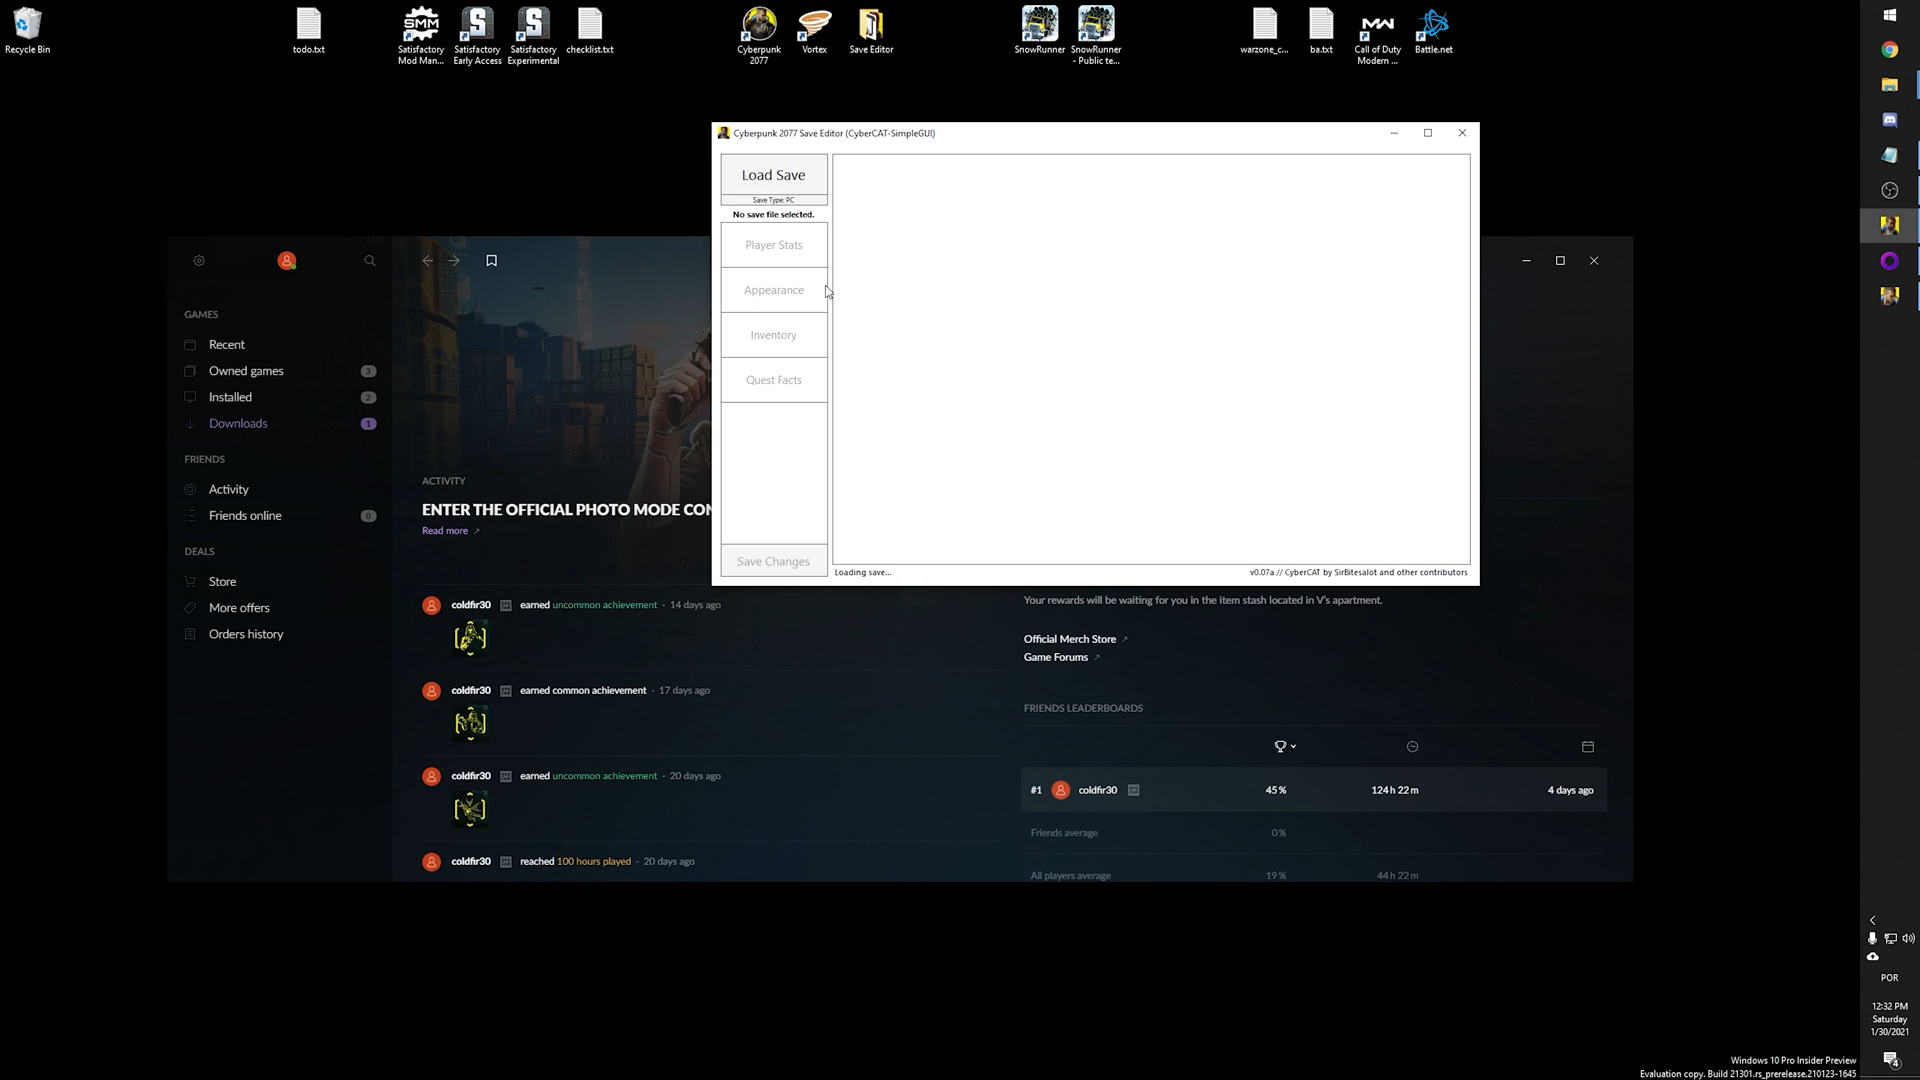 Recycle Bin
todo.txt
Satisfactory
Mod Man...
Satisfactory
Early Access
Satisfactory
Experimental
checklist.txt
Cyberpunk
2077
Vortex
Save Editor
SnowRunner
SnowRunner
- Public te...
warzone_c...
ba.txt
Call of Duty
Modern ...
Battle.net
SMM
Cyberpunk 2077 Save Editor (CyberCAT-SimpleGUI)
Load Save
Save Type: PC
No save file selected.
Player Stats
Appearance
Inventory
Quest Facts
Save Changes
Loading save...
v0.07a // CyberCAT by SirBitesalot and other contributors
GAMES
Recent
Owned games 3
Installed 2
Downloads 1
FRIENDS
Activity
Friends online 0
DEALS
Store
More offers
Orders history
ACTIVITY
ENTER THE OFFICIAL PHOTO MODE CON
Read more
coldfir30 earned uncommon achievement · 14 days ago
coldfir30 earned common achievement · 17 days ago
coldfir30 earned uncommon achievement · 20 days ago
coldfir30 reached 100 hours played · 20 days ago
Your rewards will be waiting for you in the item stash located in V's apartment.
Official Merch Store
Game Forums
FRIENDS LEADERBOARDS
#1 coldfir30 45% 124h 22m 4 days ago
Friends average 0%
All players average 19% 44h 22m
POR
12:32 PM
Saturday
1/30/2021
4
Windows 10 Pro Insider Preview
Evaluation copy. Build 21301.rs_prerelease.210123-1645